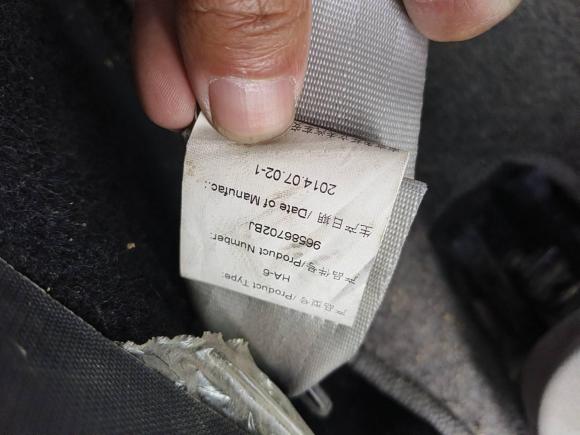 产品型号 /Product Type:
HA-6
产品件号/Product Number:
96586702BJ
生产日期 /Date of Manufac.:
2014.07.02-1